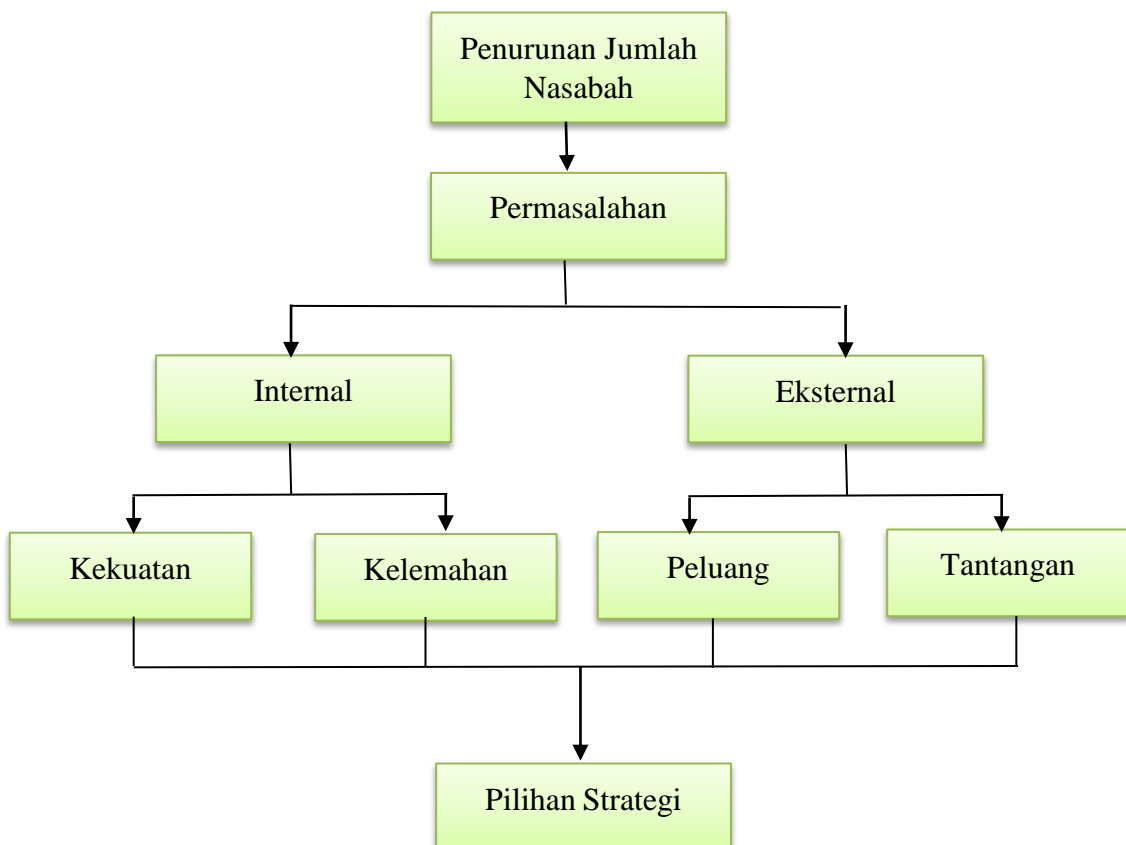 Penurunan Jumlah
Nasabah
Permasalahan
Internal
Eksternal
Kekuatan
Kelemahan
Peluang
Tantangan
Pilihan Strategi